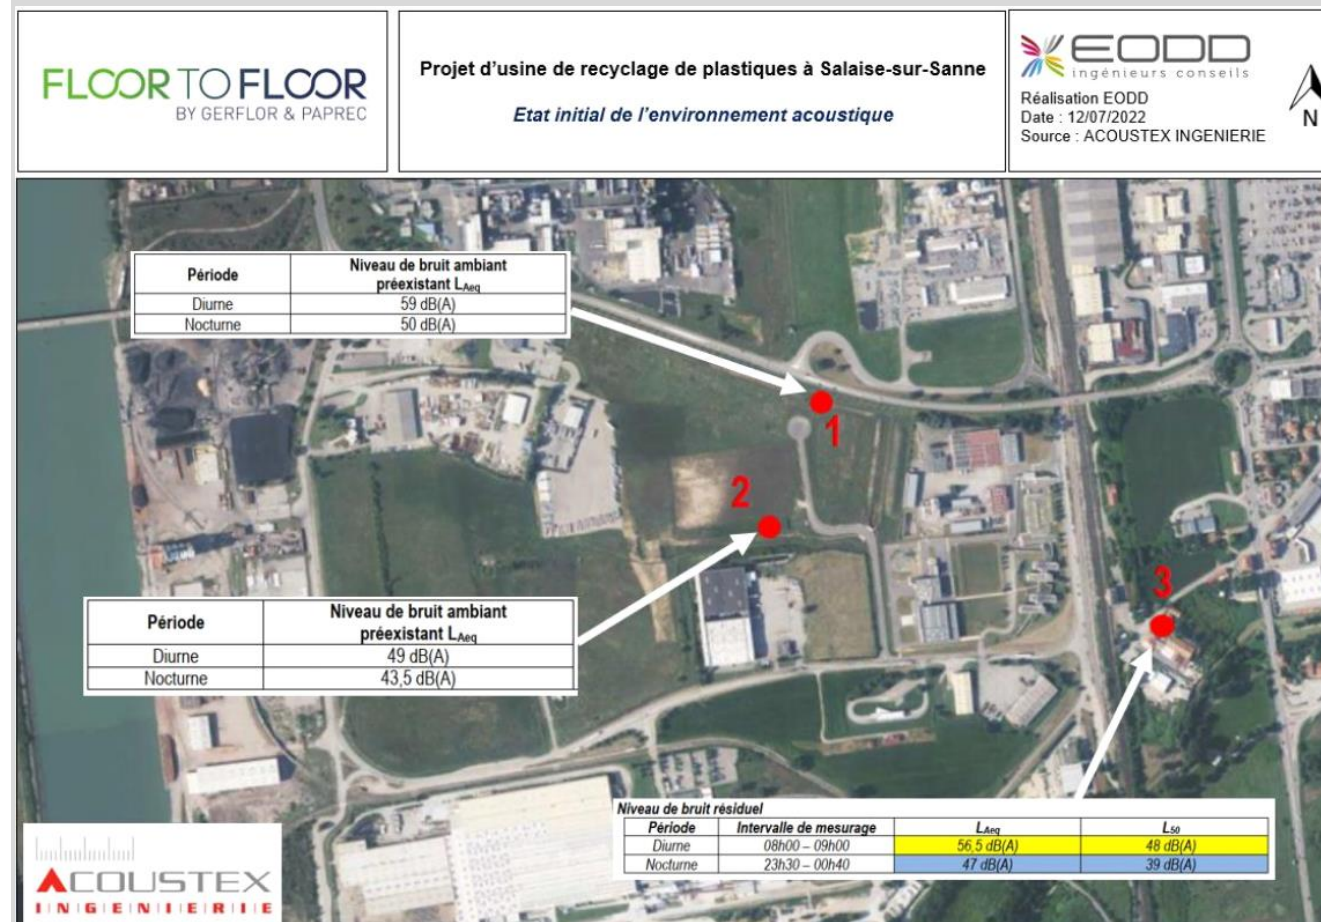 FLOOR TO FLOOR
BY GERFLOR & PAPREC
Projet d'usine de recyclage de plastiques à Salaise-sur-Sanne
Etat initial de l'environnement acoustique
EODD
ingénieurs conseils
Réalisation EODD
Date : 12/07/2022
Source : ACOUSTEX INGENIERIE
N
Période Niveau de bruit ambiant
préexistant LAeq
Diurne 59 dB(A)
Nocturne 50 dB(A)
1
2
Période Niveau de bruit ambiant
préexistant LAeq
Diurne 49 dB(A)
Nocturne 43,5 dB(A)
3
Niveau de bruit résiduel
Période Intervalle de mesurage LAeq L50
Diurne 08h00 – 09h00 56,5 dB(A) 48 dB(A)
Nocturne 23h30 – 00h40 47 dB(A) 39 dB(A)
ACOUSTEX
INGENIERIE